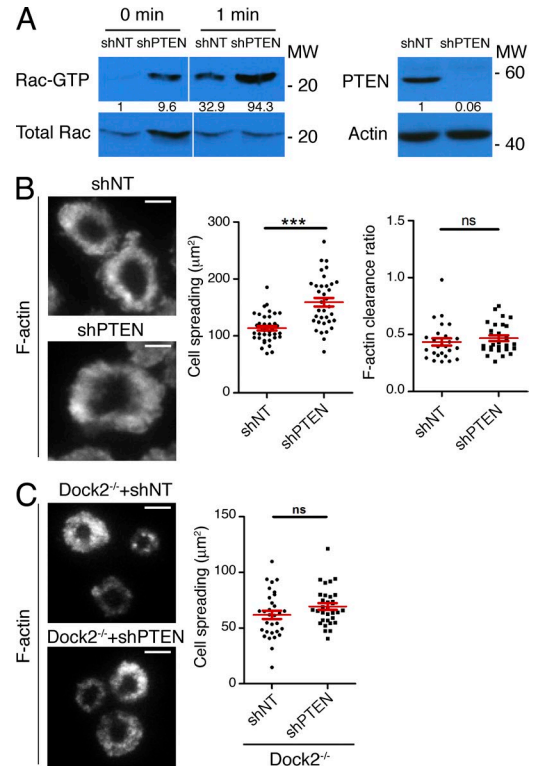 A
0 min 1 min
shNT shPTEN shNT shPTEN MW
Rac-GTP
- 20
1 9.6 32.9 94.3
Total Rac
- 20
shNT shPTEN MW
PTEN
- 60
1 0.06
Actin
- 40
B
shNT
shPTEN
F-actin
Cell spreading (µm²)
300
200
100
0
***
shNT
shPTEN
F-actin clearance ratio
1.5
1.0
0.5
0.0
ns
shNT
shPTEN
C
Dock2⁻/⁻+shNT
Dock2⁻/⁻+shPTEN
F-actin
Cell spreading (µm²)
150
100
50
0
ns
shNT
shPTEN
Dock2⁻/⁻